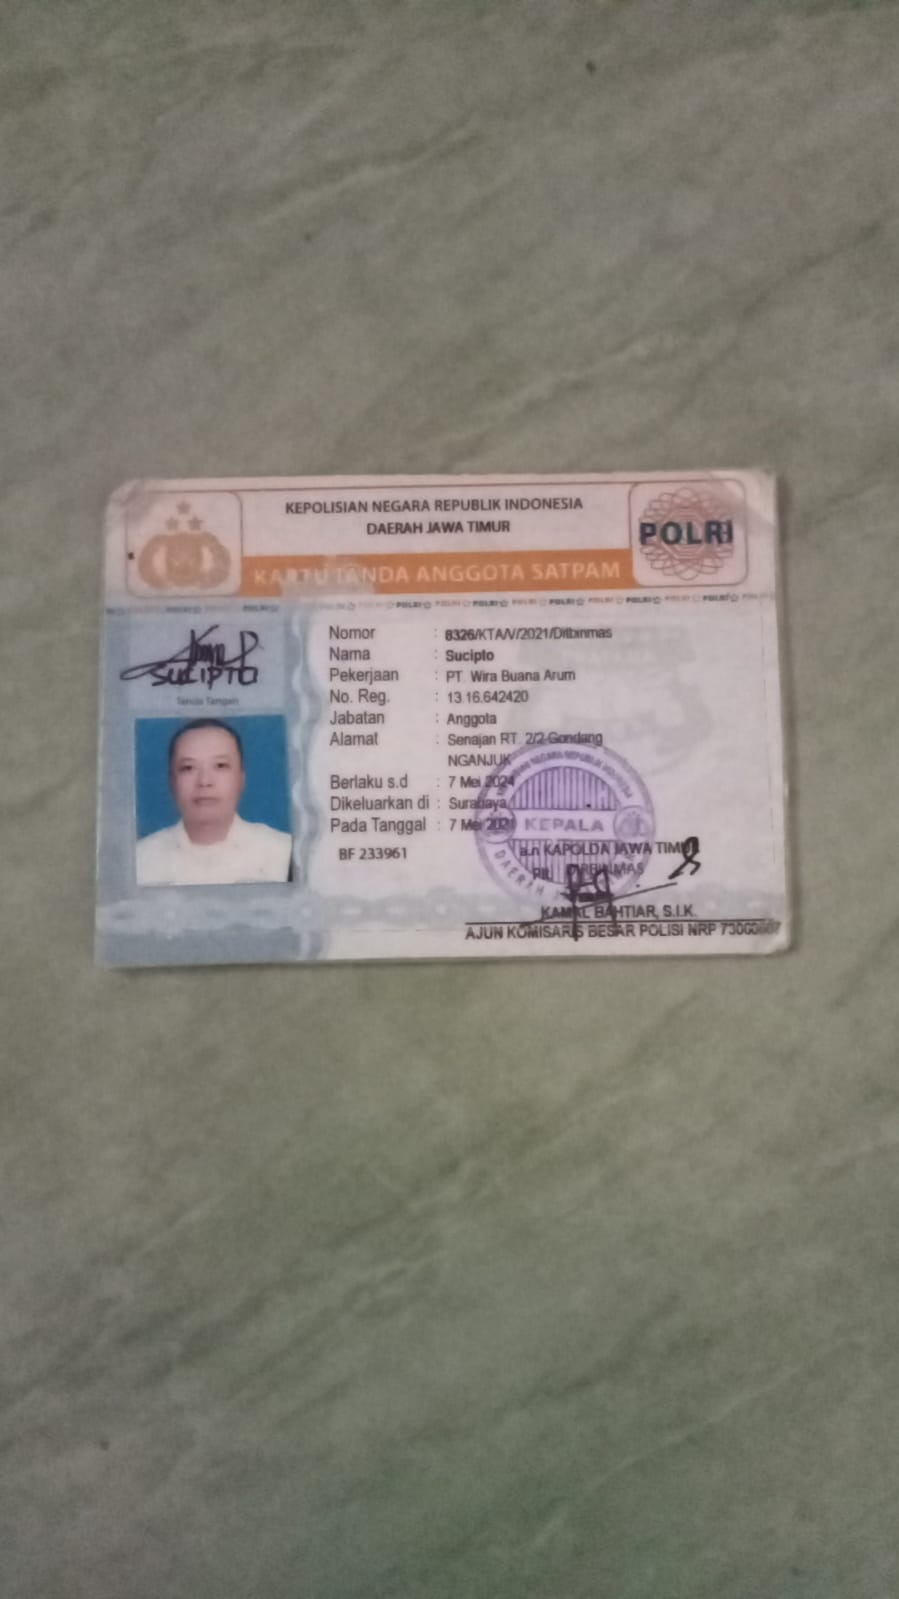 KEPOLISIAN NEGARA REPUBLIK INDONESIA
DAERAH JAWA TIMUR
POLRI
KARTU TANDA ANGGOTA SATPAM
SUCIPTO
Tanda Tangan
Nomor : 8326/KTA/V/2021/Ditbinmas
Nama : Sucipto
Pekerjaan : PT. Wira Buana Arum
No. Reg. : 13.16.642420
Jabatan : Anggota
Alamat : Senajan RT. 2/2 Gondang
NGANJUK
Berlaku s.d : 7 Mei 2024
Dikeluarkan di : Surabaya
Pada Tanggal : 7 Mei 2021
BF 233961
KEPALA
DAERAH
a.n KAPOLDA JAWA TIMUR
DIRBINMAS
KAMAL BAHTIAR, S.I.K.
AJUN KOMISARIS BESAR POLISI NRP